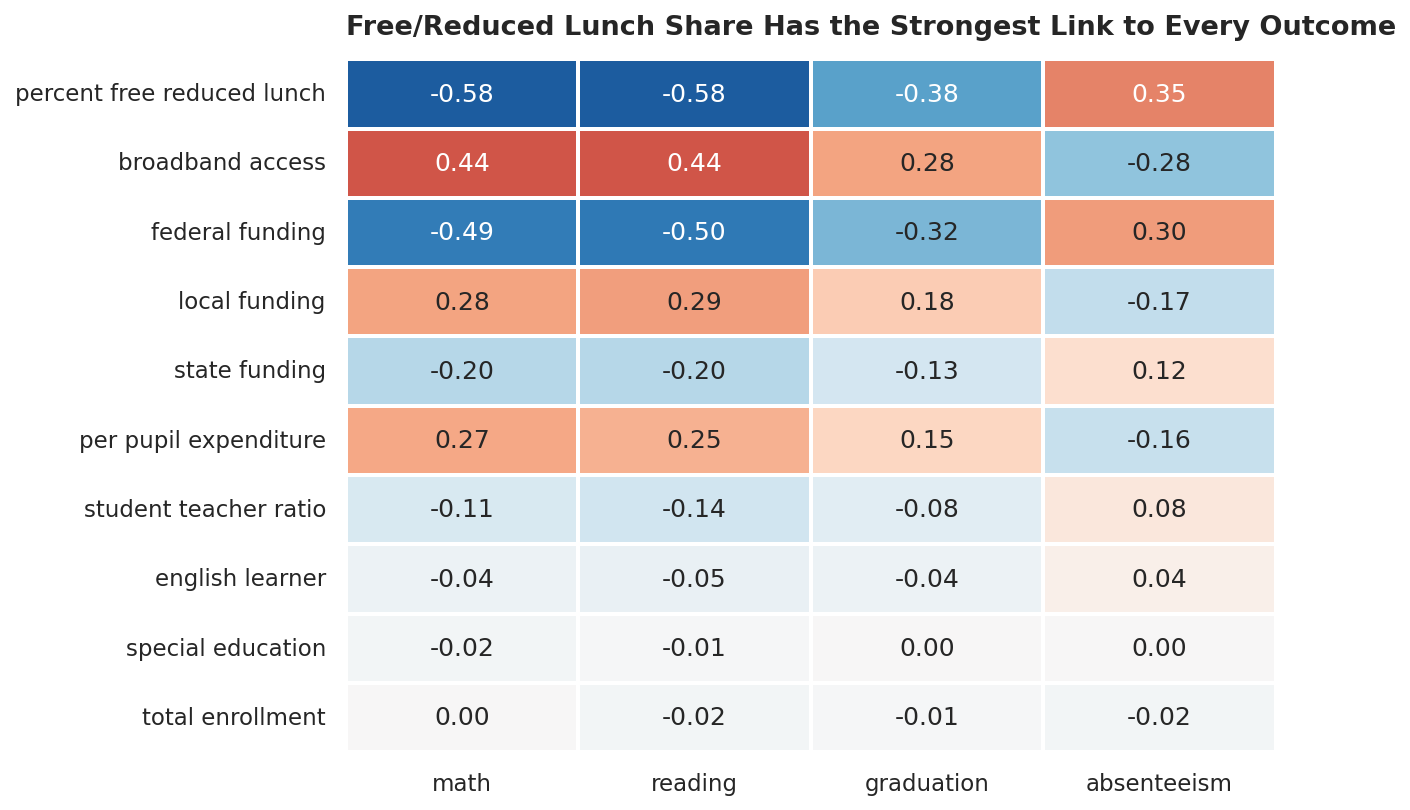 Free/Reduced Lunch Share Has the Strongest Link to Every Outcome
percent free reduced lunch -0.58 -0.58 -0.38 0.35
broadband access 0.44 0.44 0.28 -0.28
federal funding -0.49 -0.50 -0.32 0.30
local funding 0.28 0.29 0.18 -0.17
state funding -0.20 -0.20 -0.13 0.12
per pupil expenditure 0.27 0.25 0.15 -0.16
student teacher ratio -0.11 -0.14 -0.08 0.08
english learner -0.04 -0.05 -0.04 0.04
special education -0.02 -0.01 0.00 0.00
total enrollment 0.00 -0.02 -0.01 -0.02
math reading graduation absenteeism